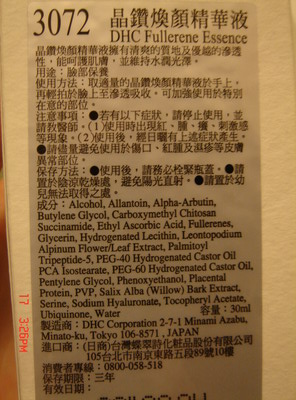 3072
晶鑽煥顏精華液
DHC Fullerene Essence
晶鑽煥顏精華液擁有清爽的質地及優越的滲透
性，能呵護肌膚，並維持水潤光澤。
用途：臉部保養
使用方法：取適量的晶鑽煥顏精華液於手上，
再輕拍於臉上至滲透吸收。可加強使用於特別
在意的部位。
注意事項：●若有以下症狀，請停止使用，並
請教醫師。(1)使用時出現紅、腫、癢、刺激感
等現象。(2)使用後，經日曬有上述症狀產生。
●請儘量避免使用於傷口、紅腫及濕疹等皮膚
異常部位。
保存方法：●使用後，請務必栓緊瓶蓋。●請
置於陰涼乾燥處，避免陽光直射。●請置於幼
兒無法取得之處。
成分：Alcohol, Allantoin, Alpha-Arbutin,
Butylene Glycol, Carboxymethyl Chitosan
Succinamide, Ethyl Ascorbic Acid, Fullerenes,
Glycerin, Hydrogenated Lecithin, Leontopodium
Alpinum Flower/Leaf Extract, Palmitoyl
Tripeptide-5, PEG-40 Hydrogenated Castor Oil,
PCA Isostearate, PEG-60 Hydrogenated Castor Oil,
Pentylene Glycol, Phenoxyethanol, Placental
Protein, PVP, Salix Alba (Willow) Bark Extract,
Serine, Sodium Hyaluronate, Tocopheryl Acetate,
Ubiquinone, Water
容量：30ml
製造商：DHC Corporation 2-7-1 Minami Azabu,
Minato-ku, Tokyo 106-8571 , JAPAN
進口商：(日商)台灣蝶翠詩化粧品股份有限公司
105台北市南京東路五段89號10樓
消費者專線：0800-058-518
保存期限：三年
有效日期：
17 3:26PM